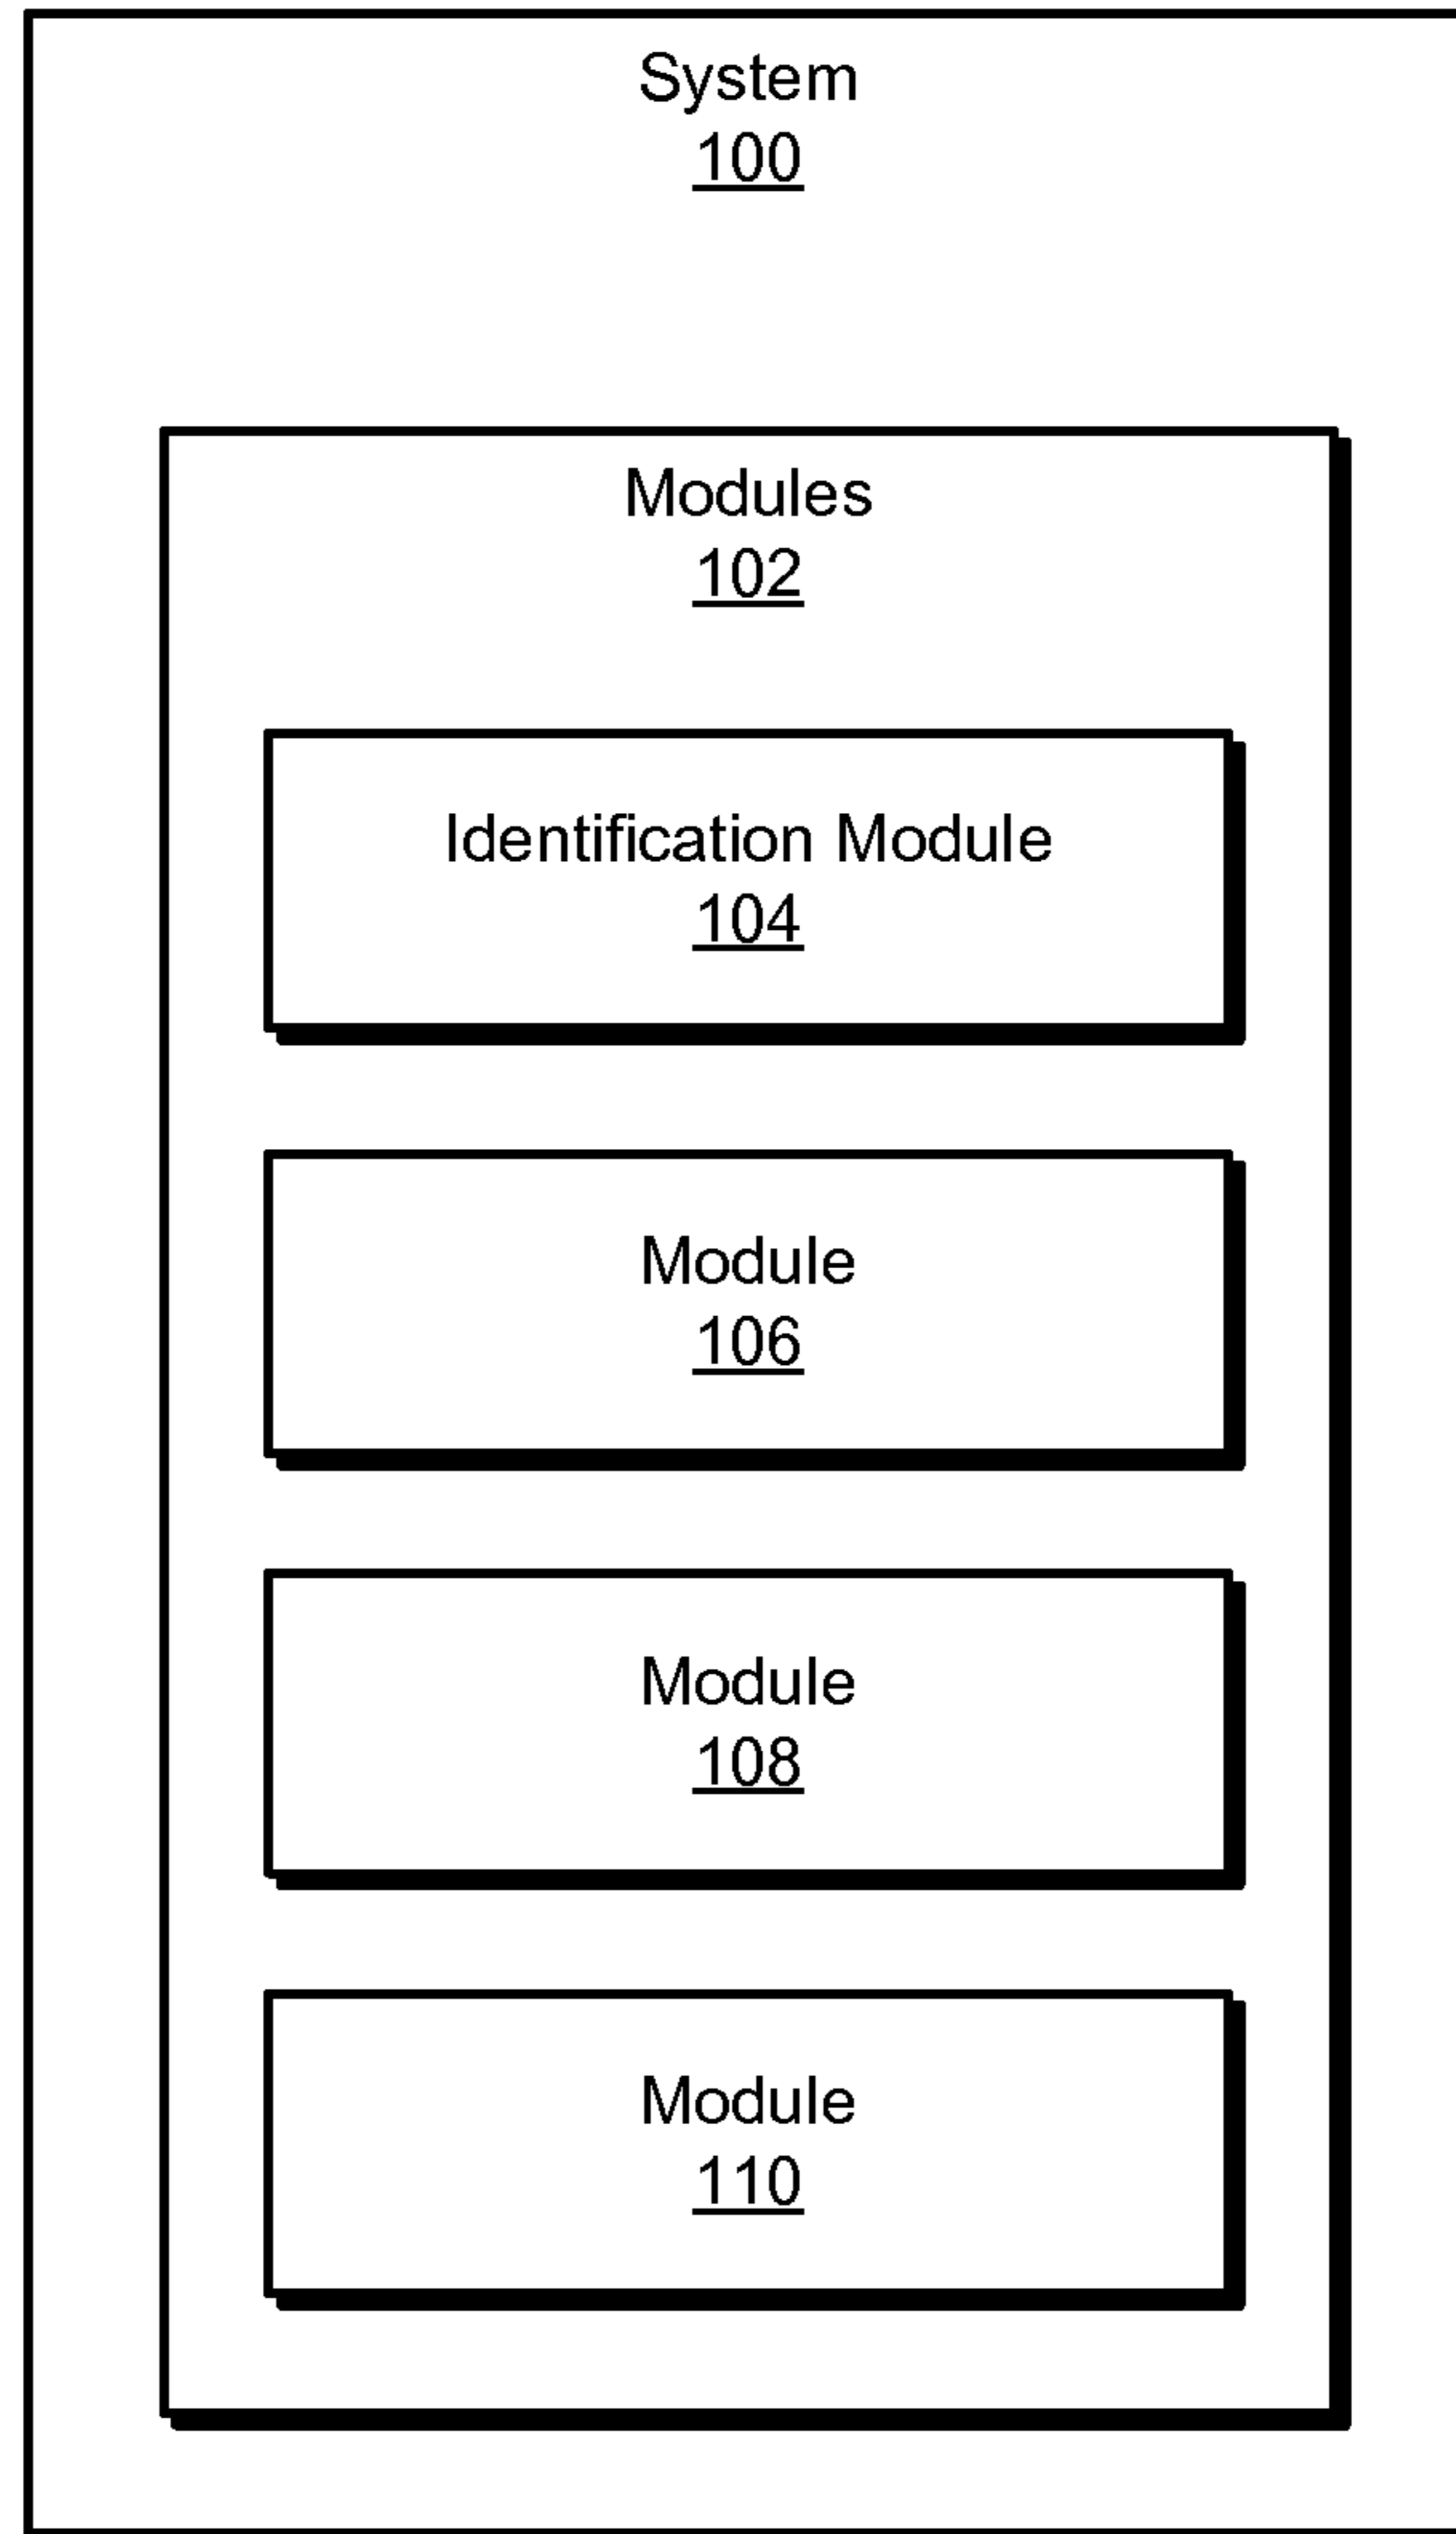 System
100
Modules
102
Identification Module
104
Module
106
Module
108
Module
110